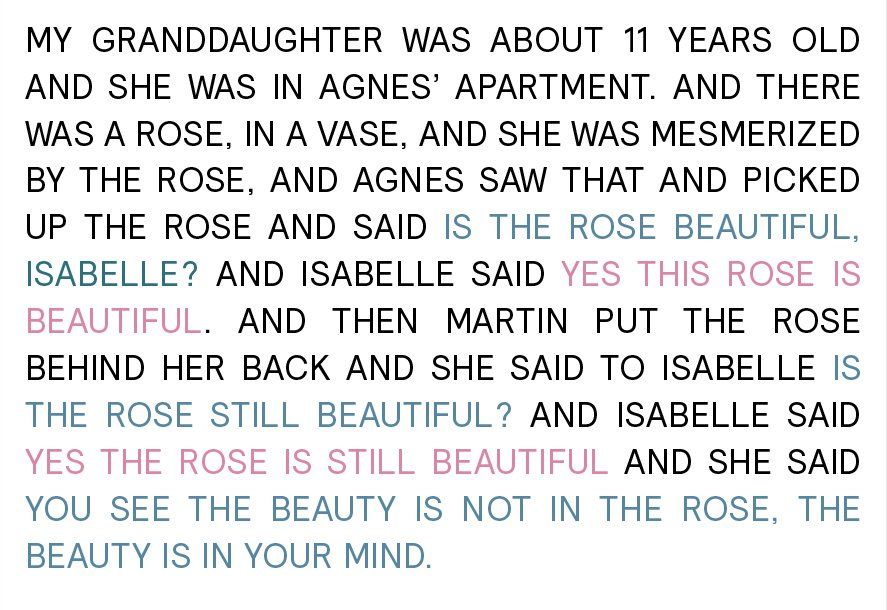 MY GRANDDAUGHTER WAS ABOUT 11 YEARS OLD
AND SHE WAS IN AGNES’ APARTMENT. AND THERE
WAS A ROSE, IN A VASE, AND SHE WAS MESMERIZED
BY THE ROSE, AND AGNES SAW THAT AND PICKED
UP THE ROSE AND SAID IS THE ROSE BEAUTIFUL,
ISABELLE? AND ISABELLE SAID YES THIS ROSE IS
BEAUTIFUL. AND THEN MARTIN PUT THE ROSE
BEHIND HER BACK AND SHE SAID TO ISABELLE IS
THE ROSE STILL BEAUTIFUL? AND ISABELLE SAID
YES THE ROSE IS STILL BEAUTIFUL AND SHE SAID
YOU SEE THE BEAUTY IS NOT IN THE ROSE, THE
BEAUTY IS IN YOUR MIND.